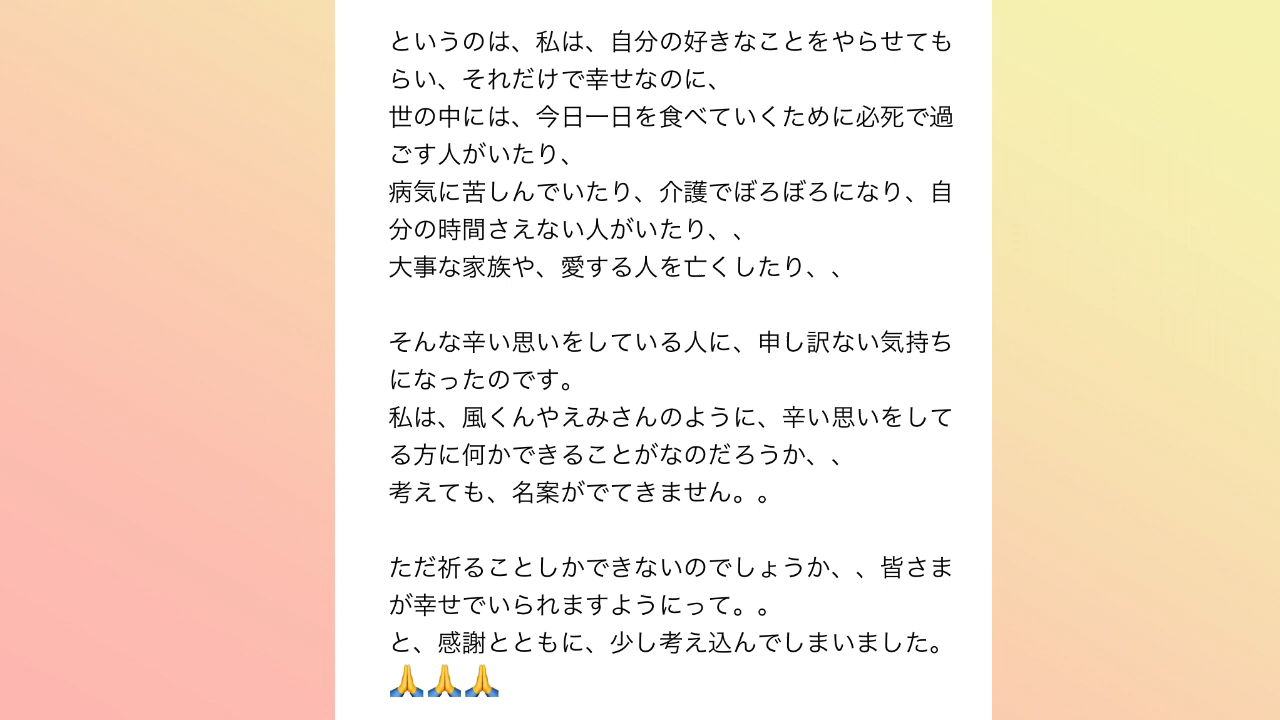 というのは、私は、自分の好きなことをやらせても
らい、それだけで幸せなのに、
世の中には、今日一日を食べていくために必死で過
ごす人がいたり、
病気に苦しんでいたり、介護でぼろぼろになり、自
分の時間さえない人がいたり、、
大事な家族や、愛する人を亡くしたり、、
そんな辛い思いをしている人に、申し訳ない気持ち
になったのです。
私は、風くんやえみさんのように、辛い思いをして
る方に何かできることがなのだろうか、、
考えても、名案がでてきません。。
ただ祈ることしかできないのでしょうか、、皆さま
が幸せでいられますようにって。。
と、感謝とともに、少し考え込んでしまいました。
🙏🙏🙏